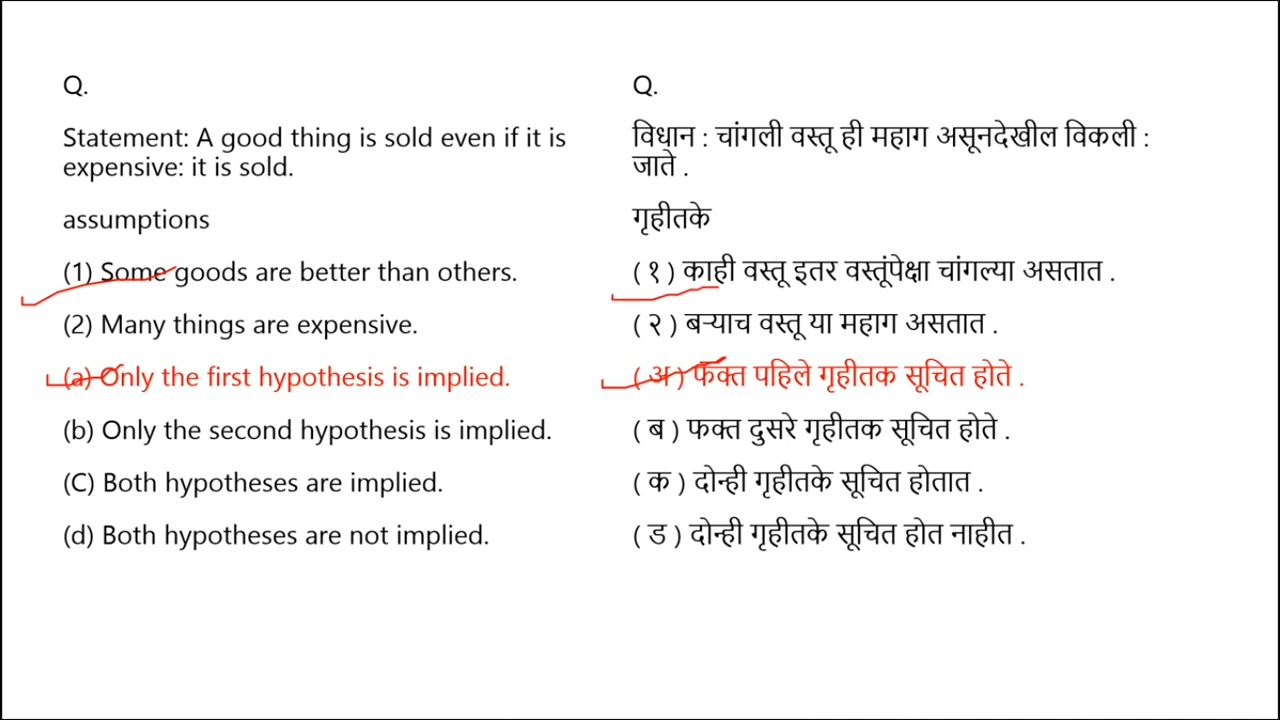 Q.
Statement: A good thing is sold even if it is
expensive: it is sold.
assumptions
(1) Some goods are better than others.
(2) Many things are expensive.
(a) Only the first hypothesis is implied.
(b) Only the second hypothesis is implied.
(C) Both hypotheses are implied.
(d) Both hypotheses are not implied.
Q.
विधान : चांगली वस्तू ही महाग असूनदेखील विकली :
जाते .
गृहीतके
( १ ) काही वस्तू इतर वस्तूंपेक्षा चांगल्या असतात .
( २ ) बऱ्याच वस्तू या महाग असतात .
( अ ) फक्त पहिले गृहीतक सूचित होते .
( ब ) फक्त दुसरे गृहीतक सूचित होते .
( क ) दोन्ही गृहीतके सूचित होतात .
( ड ) दोन्ही गृहीतके सूचित होत नाहीत .